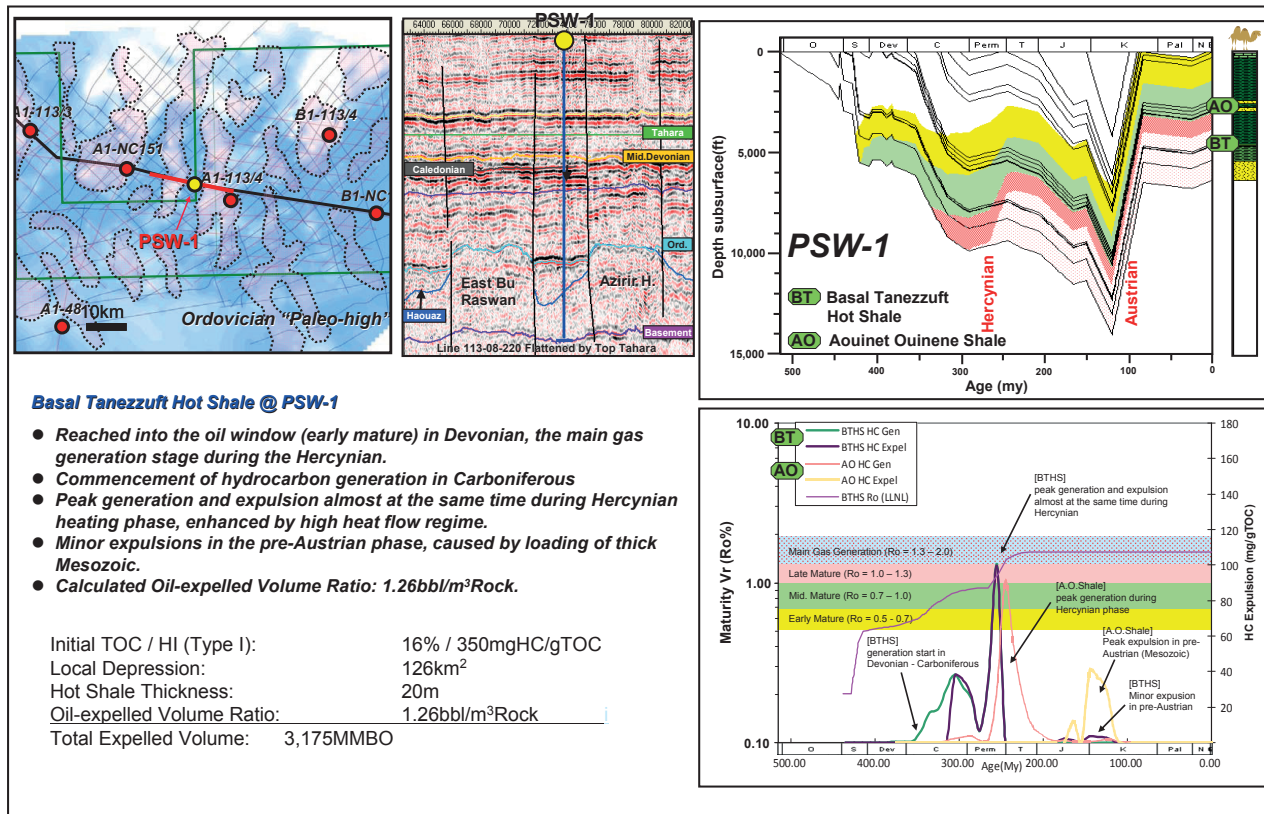 A1-113/3
B1-113/4
A1-NC151
A1-113/4
B1-NC
PSW-1
A1-48
10km
Ordovician "Paleo-high"
64000 66000 68000 70000 72000
78000 80000 82000
PSW-1
Tahara
Mid.Devonian
Caledonian
Ord.
East Bu
Raswan
Azirir. H.
Haouaz
Basement
Line 113-08-220 Flattened by Top Tahara
O S Dev C Perm T J K Pal N
0
5,000
10,000
15,000
Depth subsurface(ft)
PSW-1
BT Basal Tanezzuft
Hot Shale
AO Aouinet Ouinene Shale
Hercynian
Austrian
AO
BT
500 400 300 200 100 0
Age (my)
Basal Tanezzuft Hot Shale @ PSW-1
● Reached into the oil window (early mature) in Devonian, the main gas
generation stage during the Hercynian.
● Commencement of hydrocarbon generation in Carboniferous
● Peak generation and expulsion almost at the same time during Hercynian
heating phase, enhanced by high heat flow regime.
● Minor expulsions in the pre-Austrian phase, caused by loading of thick
Mesozoic.
● Calculated Oil-expelled Volume Ratio: 1.26bbl/m³Rock.
Initial TOC / HI (Type I): 16% / 350mgHC/gTOC
Local Depression: 126km²
Hot Shale Thickness: 20m
Oil-expelled Volume Ratio: 1.26bbl/m³Rock
Total Expelled Volume: 3,175MMBO
10.00
1.00
0.10
Maturity Vr (Ro%)
BT
AO
BTHS HC Gen
BTHS HC Expel
AO HC Gen
AO HC Expel
BTHS Ro (LLNL)
[BTHS]
peak generation and expulsion
almost at the same time during
Hercynian
Main Gas Generation (Ro = 1.3 – 2.0)
Late Mature (Ro = 1.0 – 1.3)
Mid. Mature (Ro = 0.7 – 1.0)
Early Mature (Ro = 0.5 - 0.7)
[A.O.Shale]
peak generation during
Hercynian phase
[BTHS]
generation start in
Devonian - Carboniferous
[A.O.Shale]
Peak expulsion in pre-
Austrian (Mesozoic)
[BTHS]
Minor expusion
in pre-Austrian
180
160
140
120
100
80
60
40
20
0
HC Expulsion (mg/gTOC)
O S Dev C Perm T J K Pal N
500.00 400.00 300.00 200.00 100.00 0.00
Age(My)